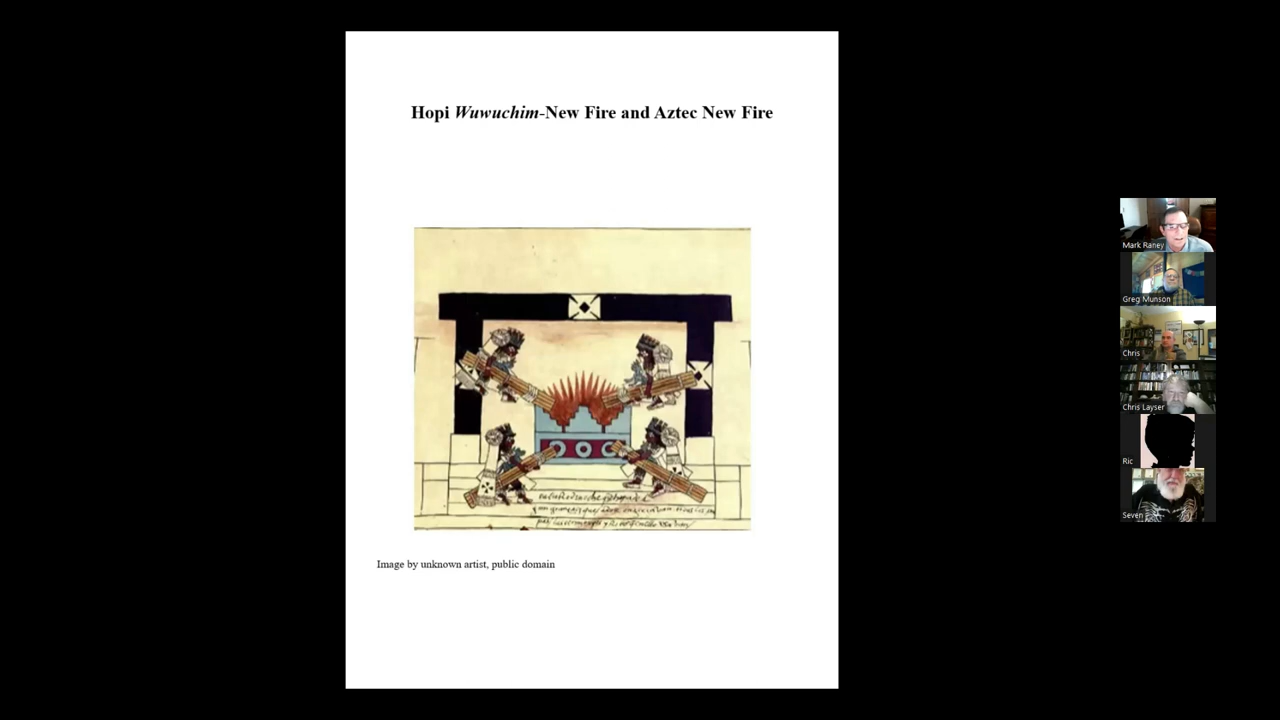 Hopi Wuwuchim-New Fire and Aztec New Fire
Image by unknown artist, public domain
Mark Raney
Greg Munson
Chris
Chris Layser
Ric
Seven